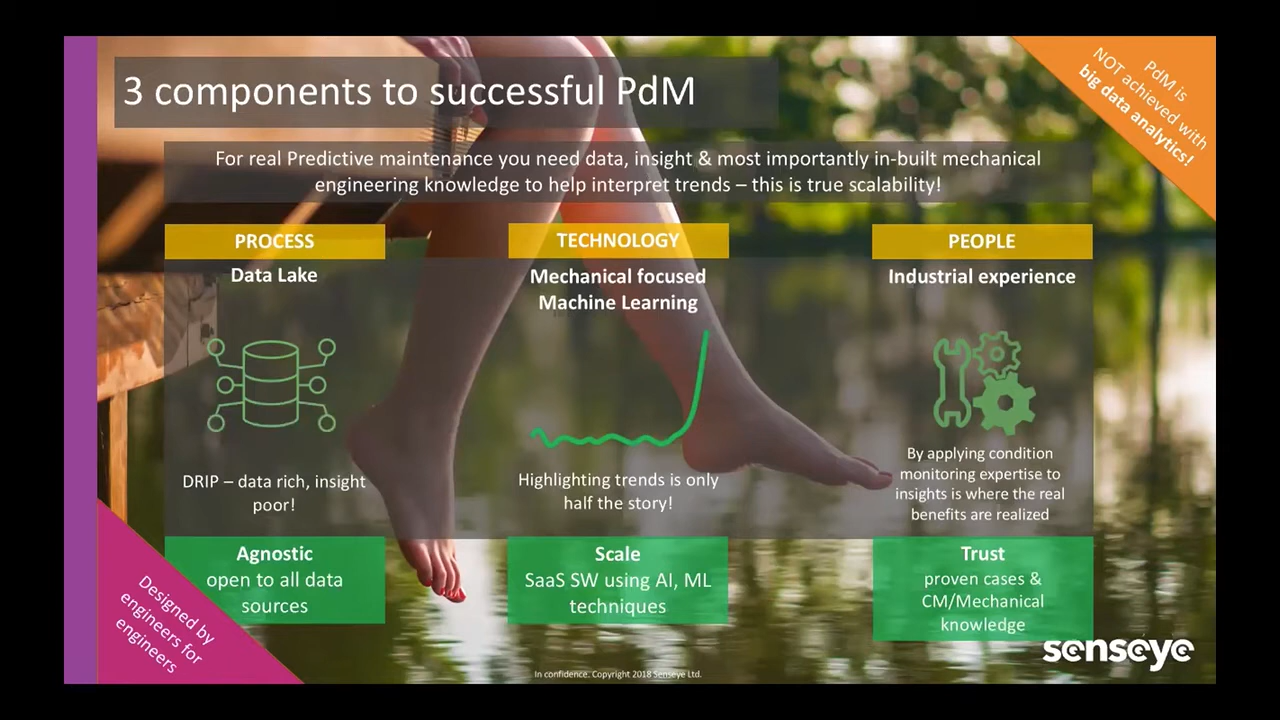 3 components to successful PdM
PdM is
NOT achieved with
big data analytics!
For real Predictive maintenance you need data, insight & most importantly in-built mechanical
engineering knowledge to help interpret trends – this is true scalability!
PROCESS
Data Lake
DRIP – data rich, insight
poor!
Agnostic
open to all data
sources
TECHNOLOGY
Mechanical focused
Machine Learning
Highlighting trends is only
half the story!
Scale
SaaS SW using AI, ML
techniques
PEOPLE
Industrial experience
By applying condition
monitoring expertise to
insights is where the real
benefits are realized
Trust
proven cases &
CM/Mechanical
knowledge
Designed by
engineers for
engineers
senseye
In confidence. Copyright 2018 Senseye Ltd.